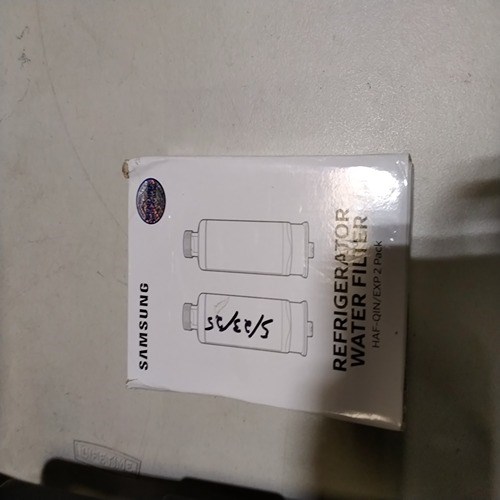 SAMSUNG
5/23/25
REFRIGERATOR
WATER FILTER
HAF-QIN/EXP 2 Pack